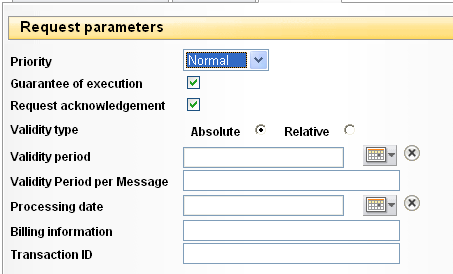 Request parameters
Priority Normal
Guarantee of execution
Request acknowledgement
Validity type Absolute Relative
Validity period
Validity Period per Message
Processing date
Billing information
Transaction ID